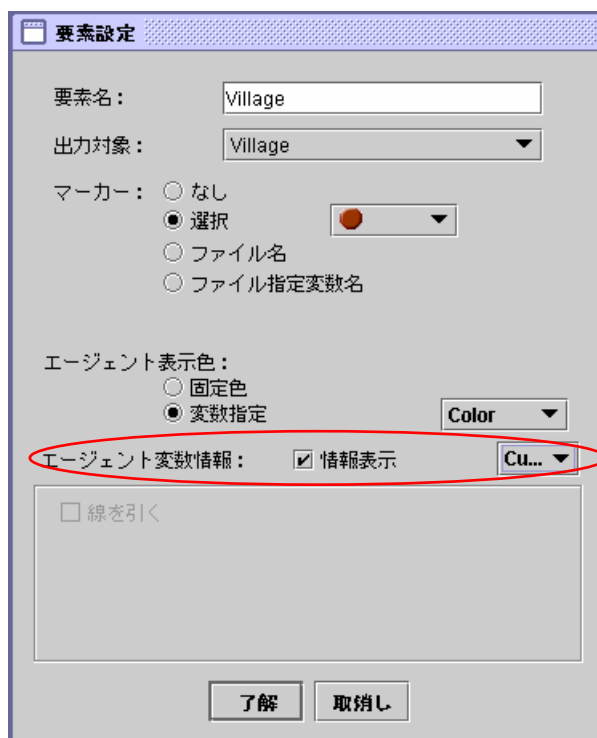 要素設定
要素名： Village
出力対象： Village
マーカー： なし
選択
ファイル名
ファイル指定変数名
エージェント表示色：
固定色
変数指定 Color
エージェント変数情報： 情報表示 Cu...
線を引く
了解 取消し